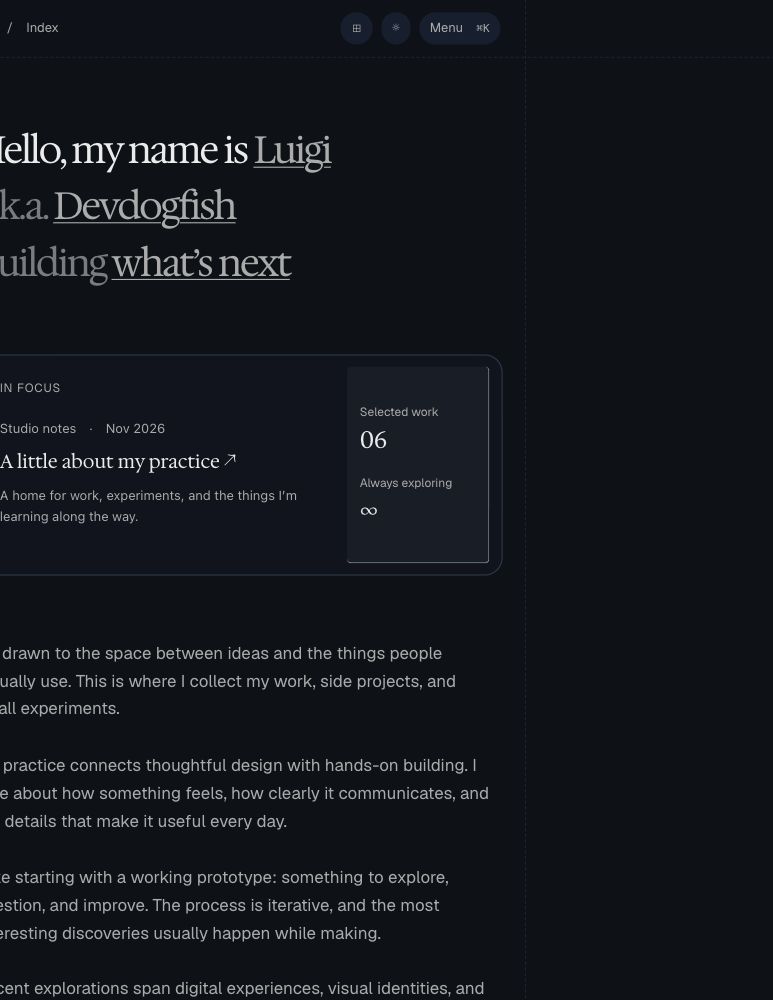 / Index
Menu ⌘K
ello, my name is Luigi
k.a. Devdogfish
uilding what's next
IN FOCUS
Studio notes · Nov 2026
A little about my practice ↗
A home for work, experiments, and the things I'm
learning along the way.
Selected work
06
Always exploring
∞
drawn to the space between ideas and the things people
ually use. This is where I collect my work, side projects, and
all experiments.
practice connects thoughtful design with hands-on building. I
e about how something feels, how clearly it communicates, and
details that make it useful every day.
e starting with a working prototype: something to explore,
estion, and improve. The process is iterative, and the most
eresting discoveries usually happen while making.
cent explorations span digital experiences, visual identities, and